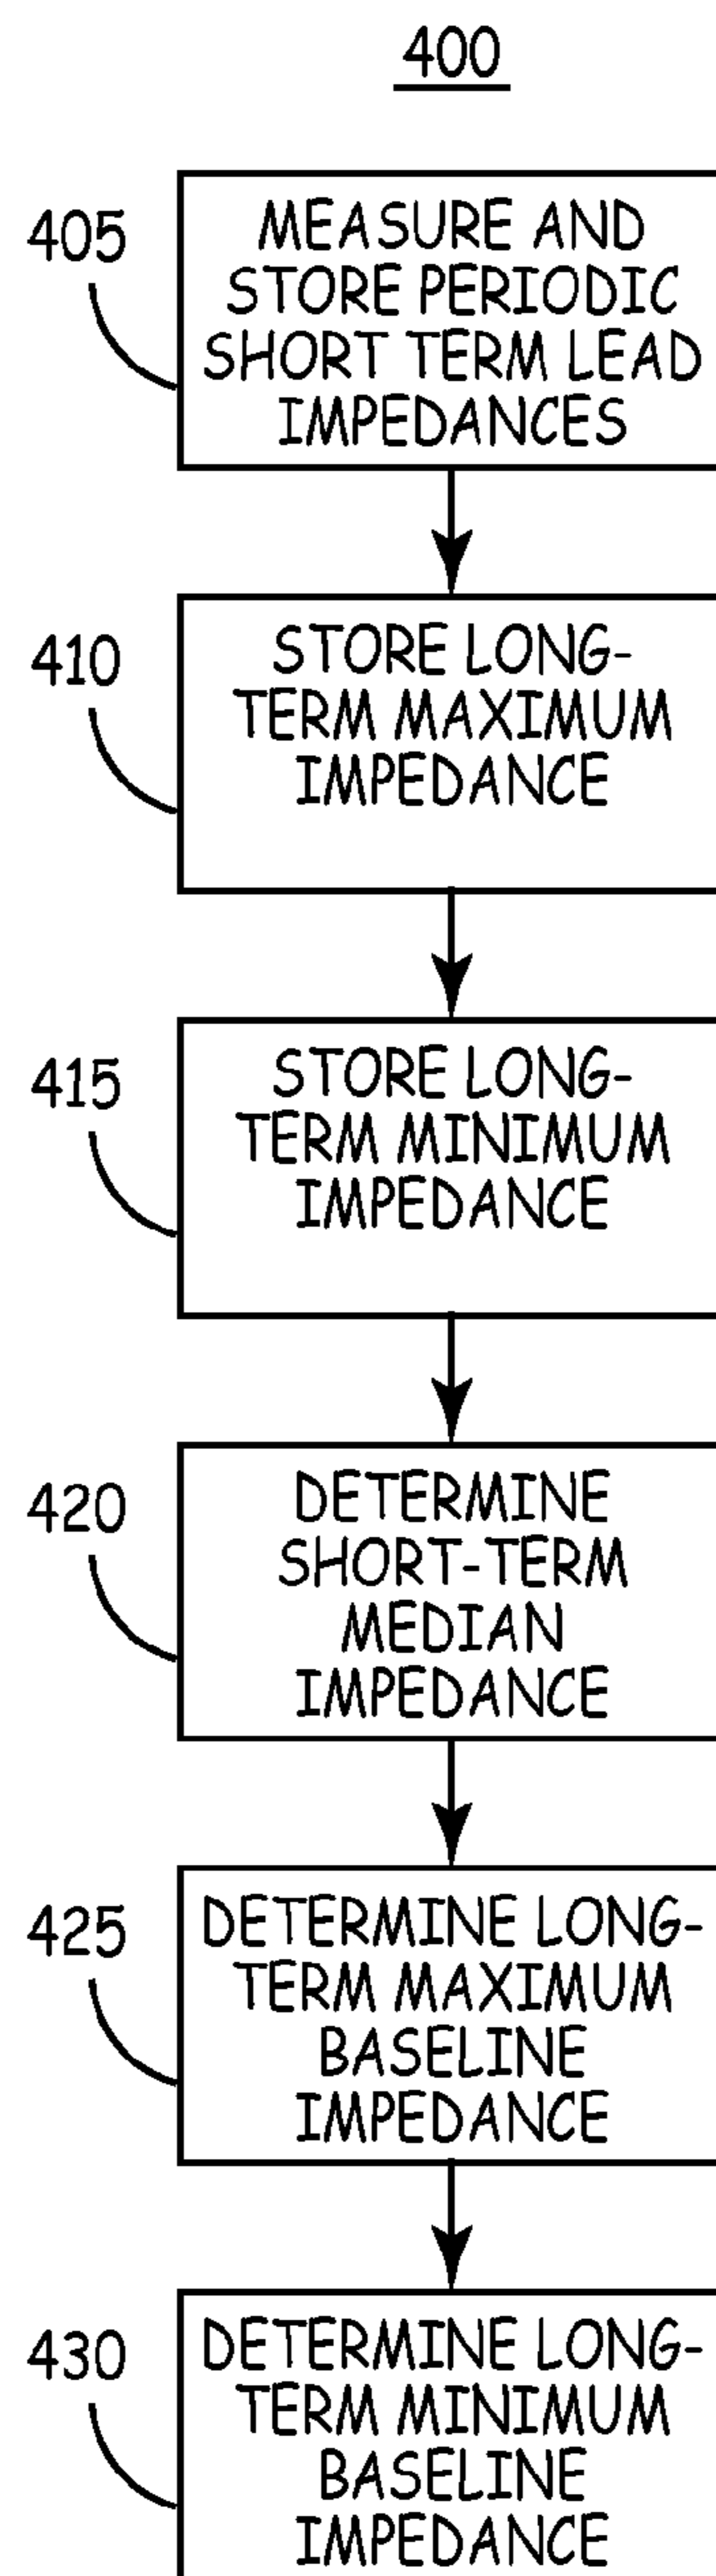 400
405
MEASURE AND
STORE PERIODIC
SHORT TERM LEAD
IMPEDANCES
410
STORE LONG-
TERM MAXIMUM
IMPEDANCE
415
STORE LONG-
TERM MINIMUM
IMPEDANCE
420
DETERMINE
SHORT-TERM
MEDIAN
IMPEDANCE
425
DETERMINE LONG-
TERM MAXIMUM
BASELINE
IMPEDANCE
430
DETERMINE LONG-
TERM MINIMUM
BASELINE
IMPEDANCE